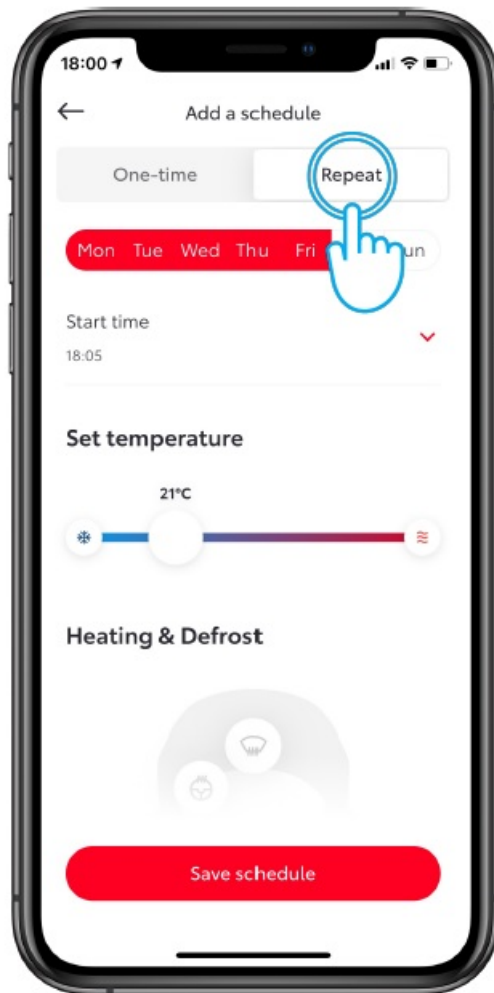 18:00
Add a schedule
One-time Repeat
Mon Tue Wed Thu Fri un
Start time
18:05
Set temperature
21°C
Heating & Defrost
Save schedule